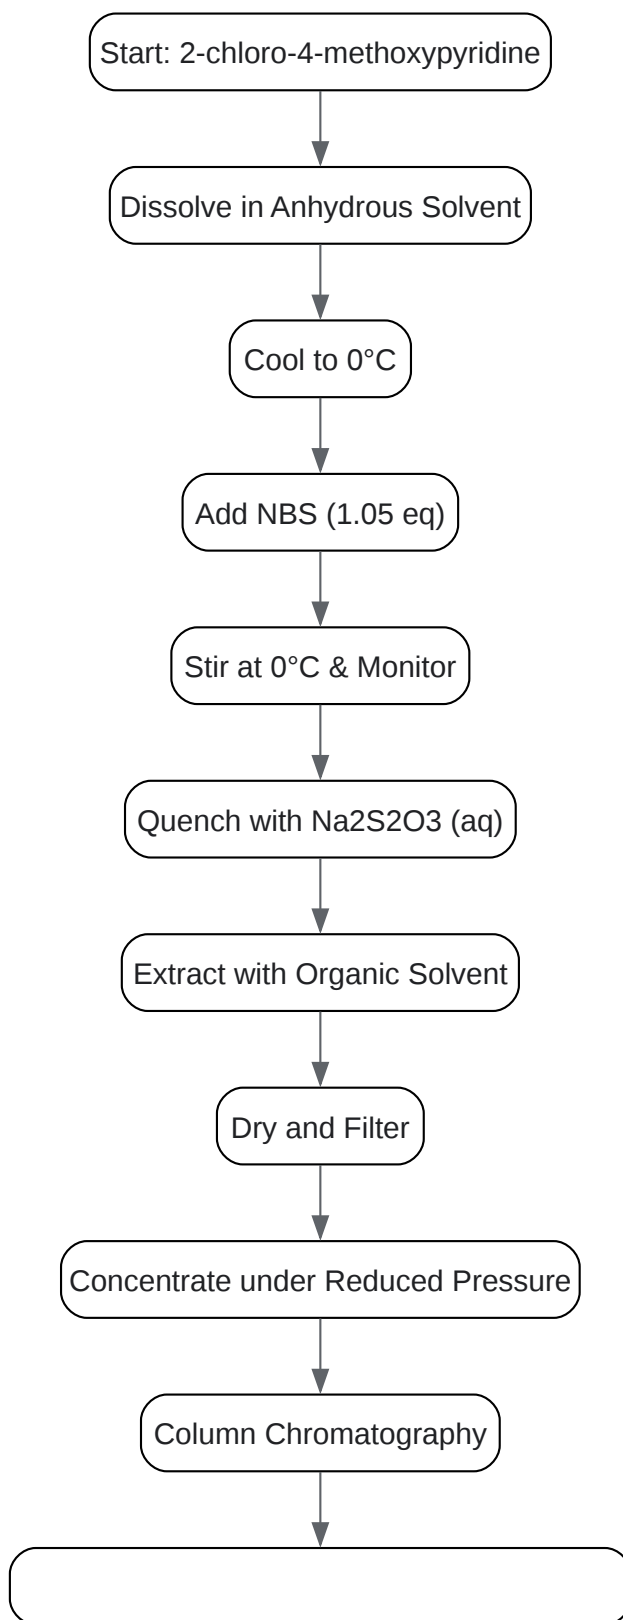 Start: 2-chloro-4-methoxypyridine
Dissolve in Anhydrous Solvent
Cool to 0°C
Add NBS (1.05 eq)
Stir at 0°C & Monitor
Quench with Na2S2O3 (aq)
Extract with Organic Solvent
Dry and Filter
Concentrate under Reduced Pressure
Column Chromatography